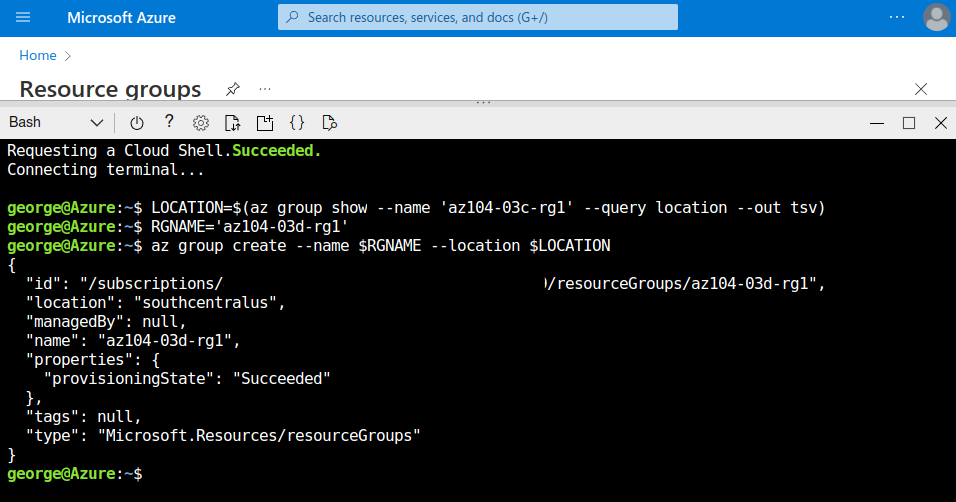 Microsoft Azure
Search resources, services, and docs (G+/)
...
Home >
Resource groups ...
Bash
Requesting a Cloud Shell.Succeeded.
Connecting terminal...
george@Azure:~$ LOCATION=$(az group show --name 'az104-03c-rg1' --query location --out tsv)
george@Azure:~$ RGNAME='az104-03d-rg1'
george@Azure:~$ az group create --name $RGNAME --location $LOCATION
{
  "id": "/subscriptions/ /resourceGroups/az104-03d-rg1",
  "location": "southcentralus",
  "managedBy": null,
  "name": "az104-03d-rg1",
  "properties": {
    "provisioningState": "Succeeded"
  },
  "tags": null,
  "type": "Microsoft.Resources/resourceGroups"
}
george@Azure:~$